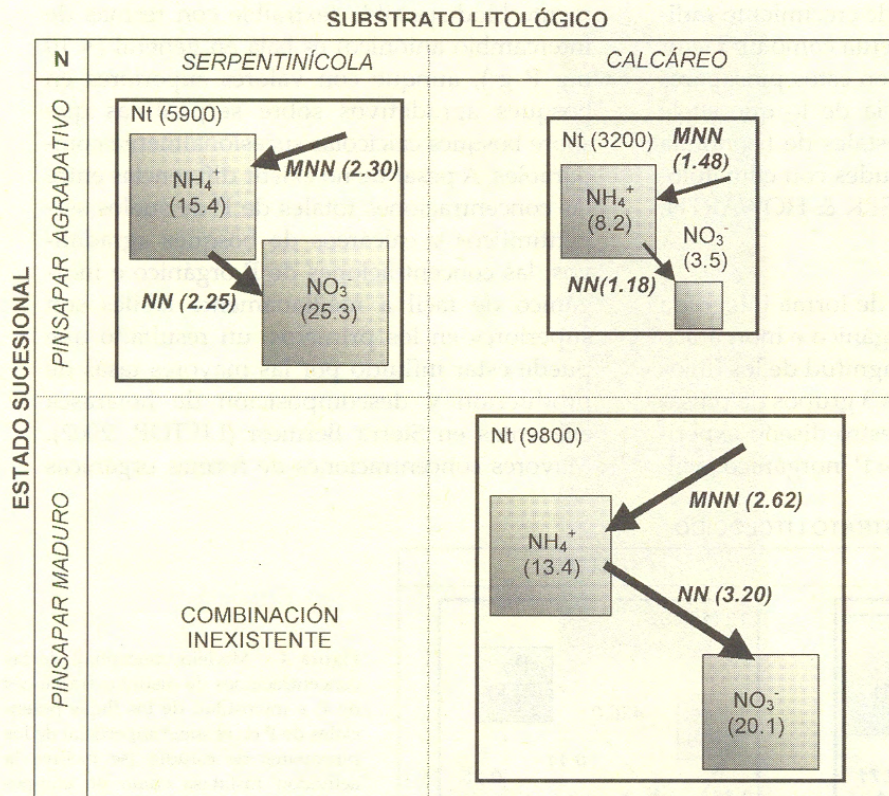 SUBSTRATO LITOLÓGICO
N
SERPENTINÍCOLA
CALCÁREO
ESTADO SUCESIONAL
PINSAPAR AGRADATIVO
Nt (5900)
MNN (2.30)
NH₄
(15.4)
NN (2.25)
NO₃⁻
(25.3)
Nt (3200)
MNN
(1.48)
NH₄⁺
(8.2)
NO₃⁻
(3.5)
NN(1.18)
PINSAPAR MADURO
COMBINACIÓN
INEXISTENTE
Nt (9800)
MNN (2.62)
NH₄⁺
(13.4)
NN (3.20)
NO₃⁻
(20.1)